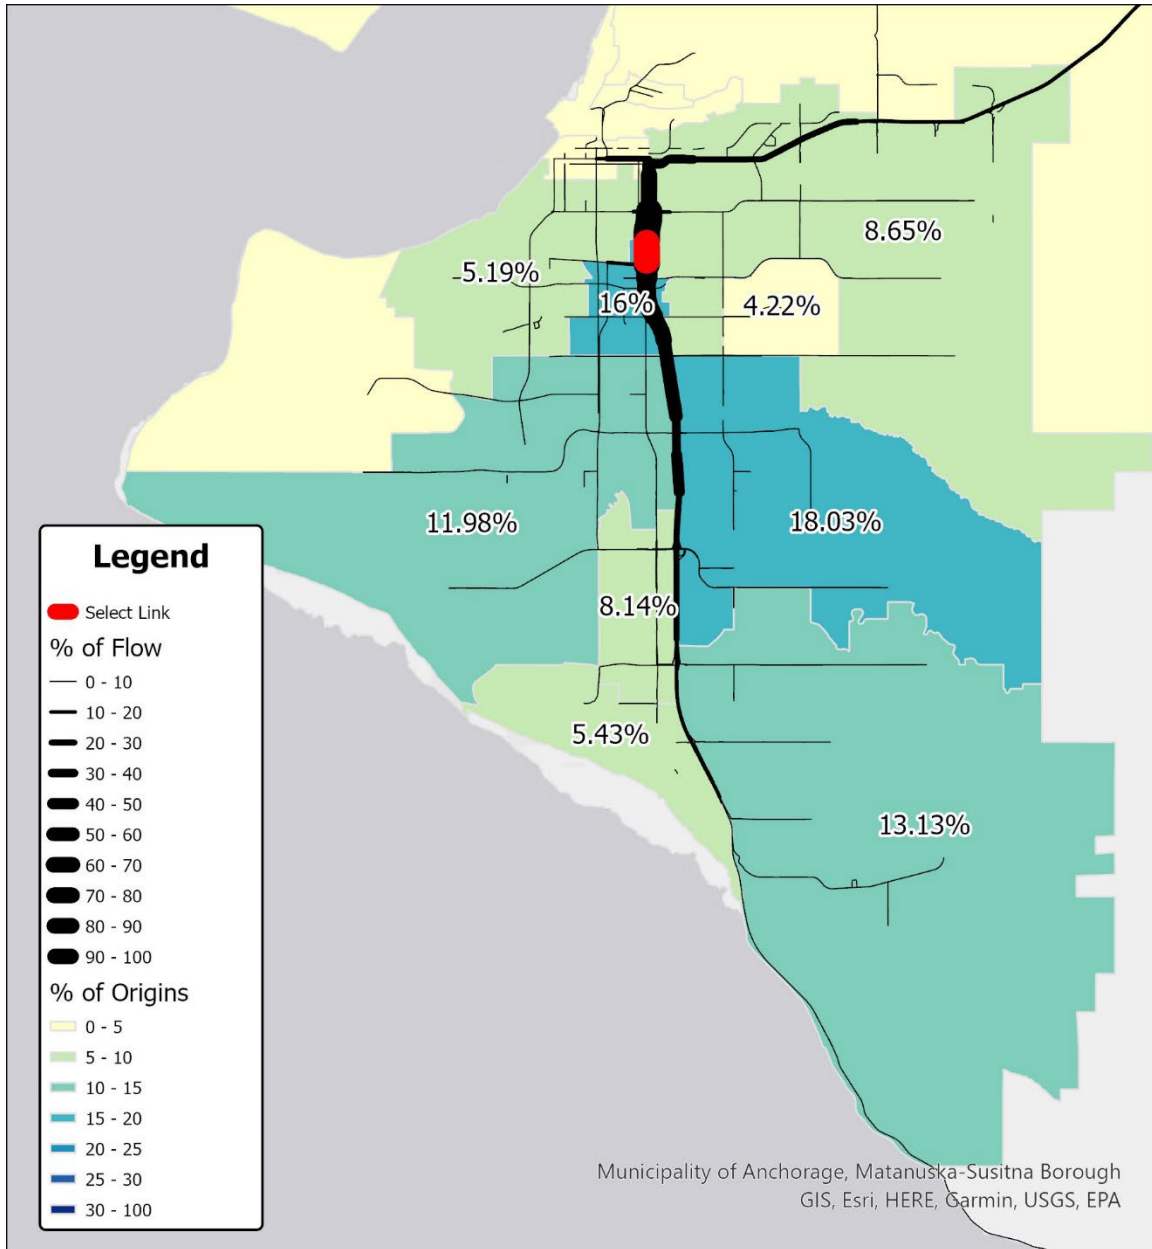 8.65%
5.19%
16%
4.22%
11.98%
18.03%
8.14%
5.43%
13.13%
Legend
Select Link
% of Flow
0 - 10
10 - 20
20 - 30
30 - 40
40 - 50
50 - 60
60 - 70
70 - 80
80 - 90
90 - 100
% of Origins
0 - 5
5 - 10
10 - 15
15 - 20
20 - 25
25 - 30
30 - 100
Municipality of Anchorage, Matanuska-Susitna Borough
GIS, Esri, HERE, Garmin, USGS, EPA